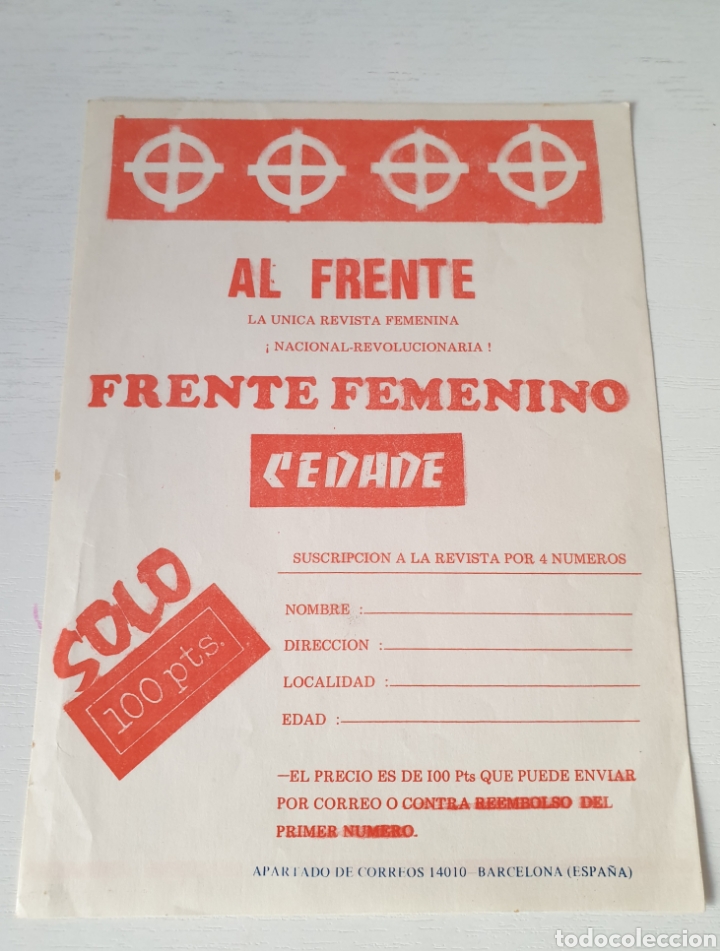 AL FRENTE
LA UNICA REVISTA FEMENINA
¡ NACIONAL-REVOLUCIONARIA !
FRENTE FEMENINO
CEDADE
SUSCRIPCION A LA REVISTA POR 4 NUMEROS
SOLO
100 pts.
NOMBRE :
DIRECCION :
LOCALIDAD :
EDAD :
—EL PRECIO ES DE 100 Pts QUE PUEDE ENVIAR
POR CORREO O CONTRA REEMBOLSO DEL
PRIMER NUMERO.
APARTADO DE CORREOS 14010—BARCELONA (ESPAÑA)
todocoleccion